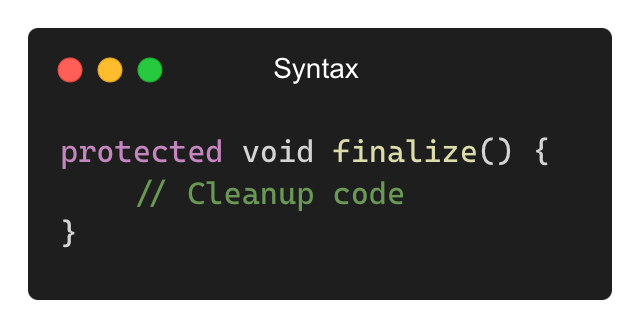 Syntax
protected void finalize() {
    // Cleanup code
}